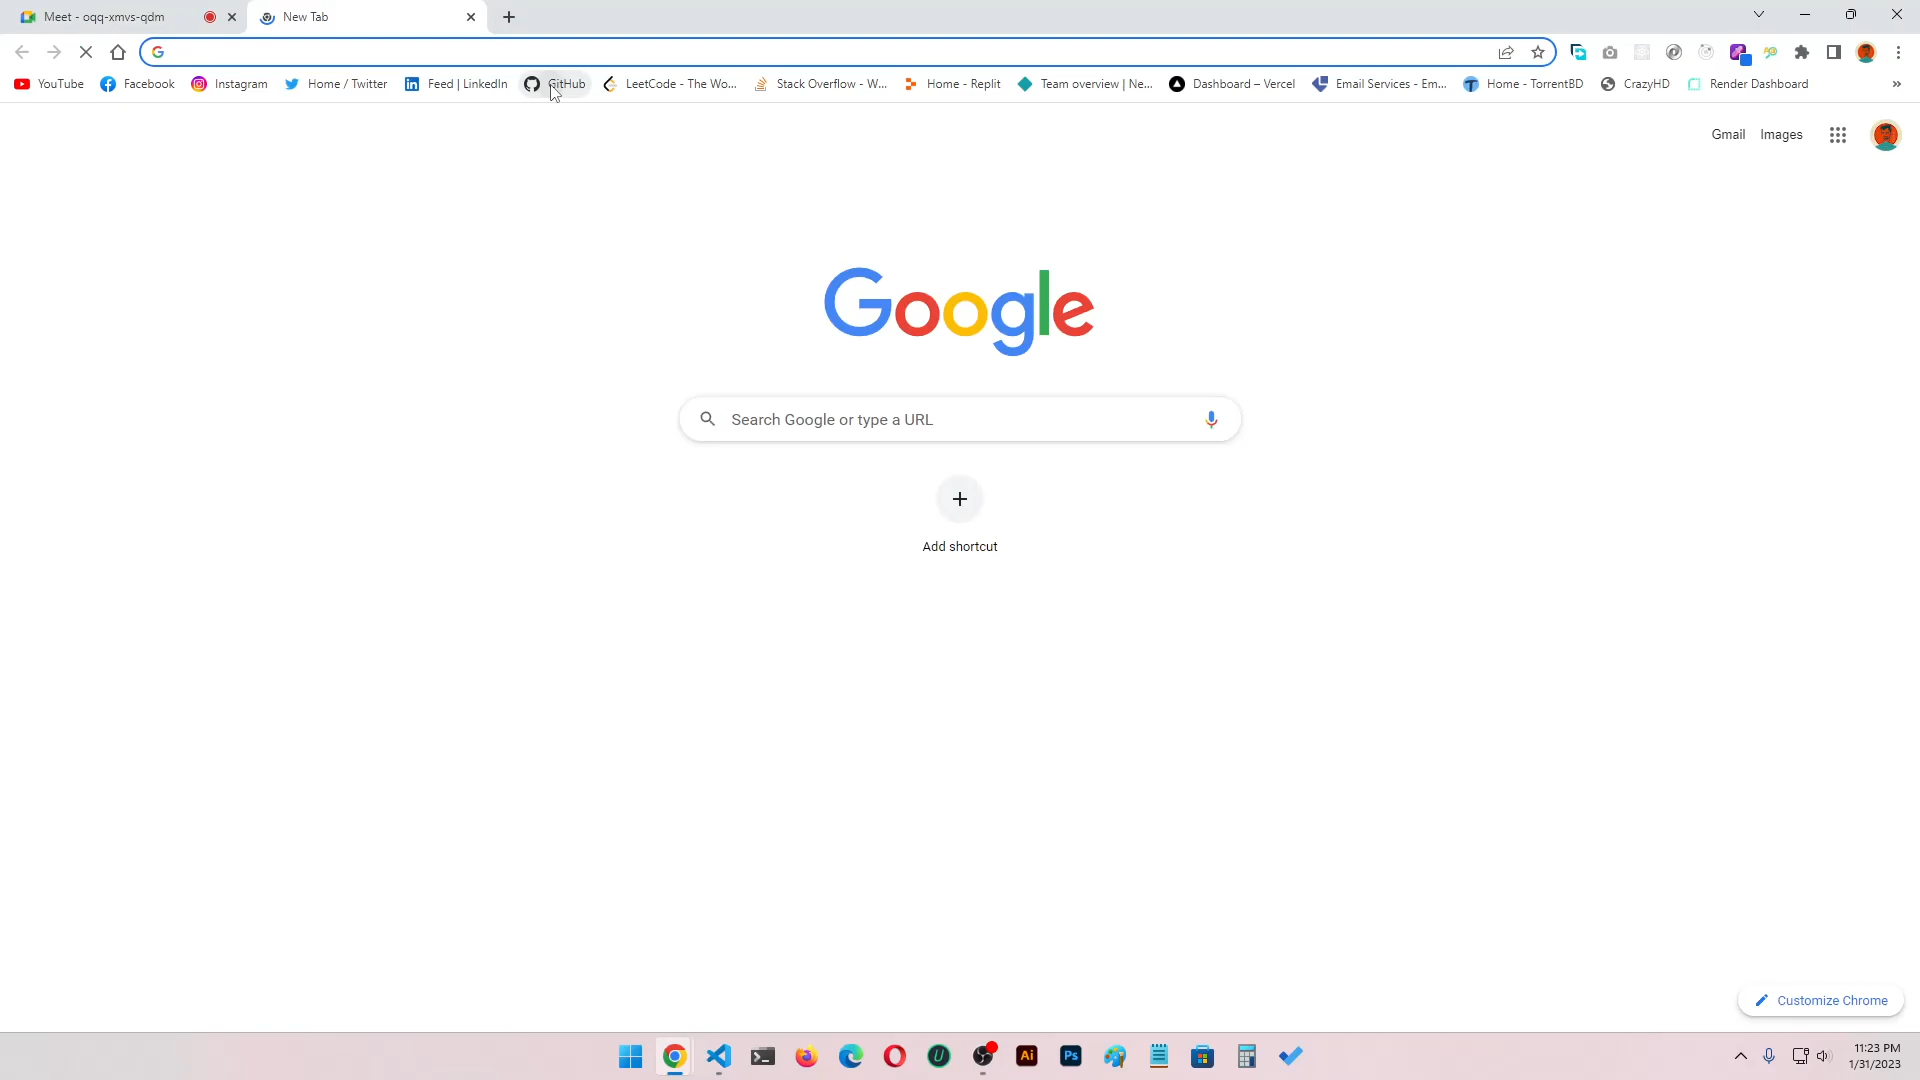 Meet - oqq-xmvs-qdm
New Tab
YouTube Facebook Instagram Home / Twitter Feed | LinkedIn GitHub LeetCode - The Wo... Stack Overflow - W... Home - Replit Team overview | Ne... Dashboard – Vercel Email Services - Em... Home - TorrentBD CrazyHD Render Dashboard »
Gmail Images
Google
Search Google or type a URL
Add shortcut
Customize Chrome
Ai Ps
11:23 PM
1/31/2023